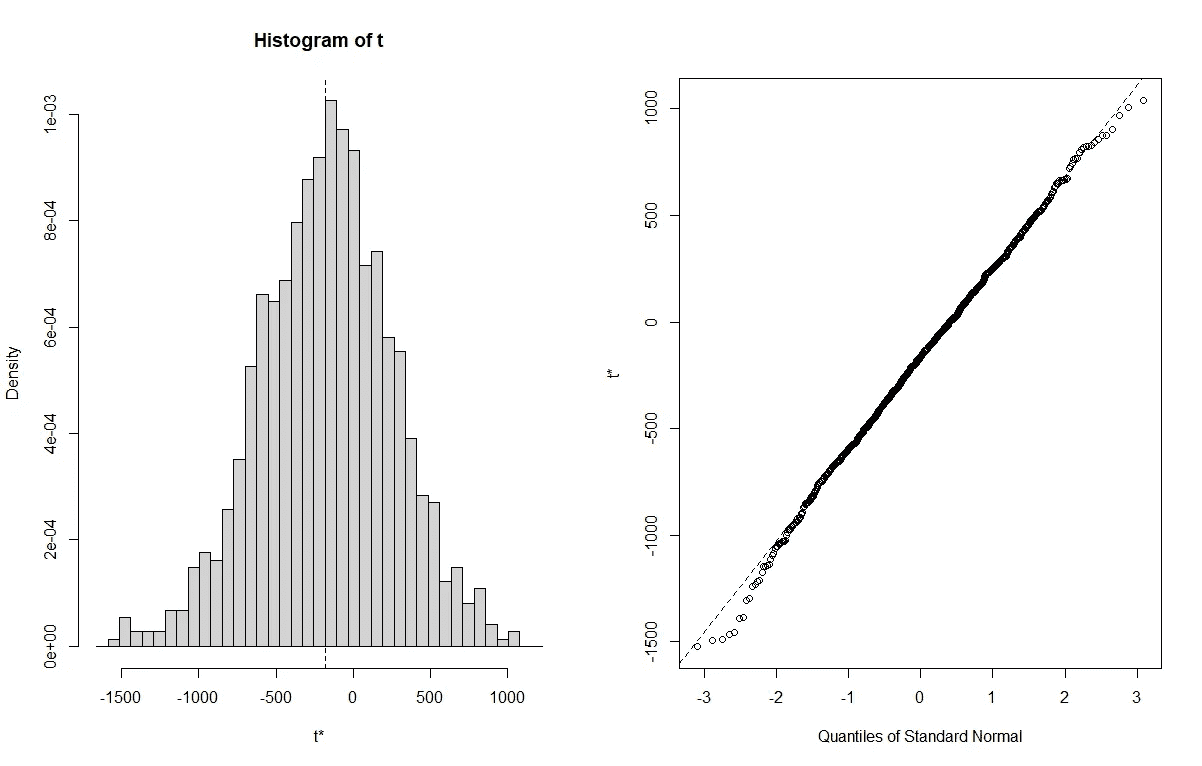 Histogram of t
Density
1e-03
8e-04
6e-04
4e-04
2e-04
0e+00
-1500 -1000 -500 0 500 1000
t*
t*
1000
500
0
-500
-1000
-1500
-3 -2 -1 0 1 2 3
Quantiles of Standard Normal